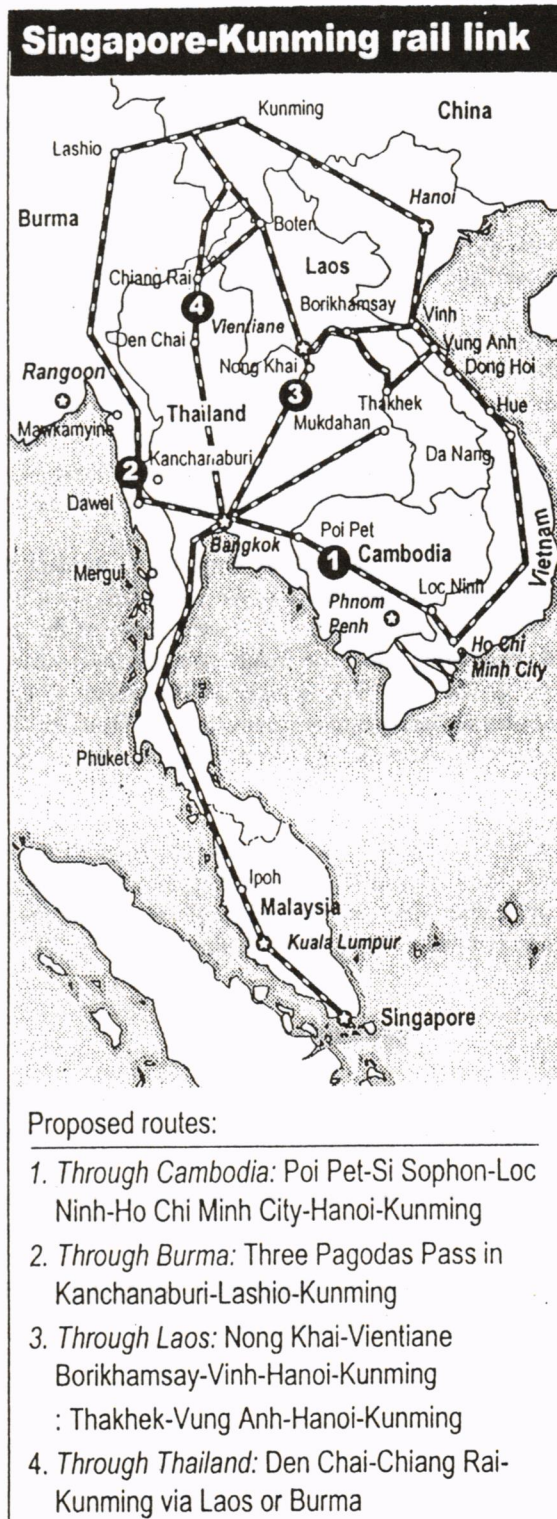 Singapore-Kunming rail link
Kunming
China
Lashio
Hanoi
Burma
Boten
Laos
Chiang Rai
Borikhamsay
4
Vientiane
Vinh
Den Chai
Vung Anh
Rangoon
Nong Khai
Dong Hoi
3
Thailand
Thakhek
Hue
Mawkamyine
Mukdahan
Kanchanaburi
Da Nang
2
Dawei
Poi Pet
Bangkok
Cambodia
1
Vietnam
Mergui
Loc Ninh
Phnom
Penh
Ho Chi
Minh City
Phuket
Ipoh
Malaysia
Kuala Lumpur
Singapore
Proposed routes:
1. Through Cambodia: Poi Pet-Si Sophon-Loc
Ninh-Ho Chi Minh City-Hanoi-Kunming
2. Through Burma: Three Pagodas Pass in
Kanchanaburi-Lashio-Kunming
3. Through Laos: Nong Khai-Vientiane
Borikhamsay-Vinh-Hanoi-Kunming
: Thakhek-Vung Anh-Hanoi-Kunming
4. Through Thailand: Den Chai-Chiang Rai-
Kunming via Laos or Burma